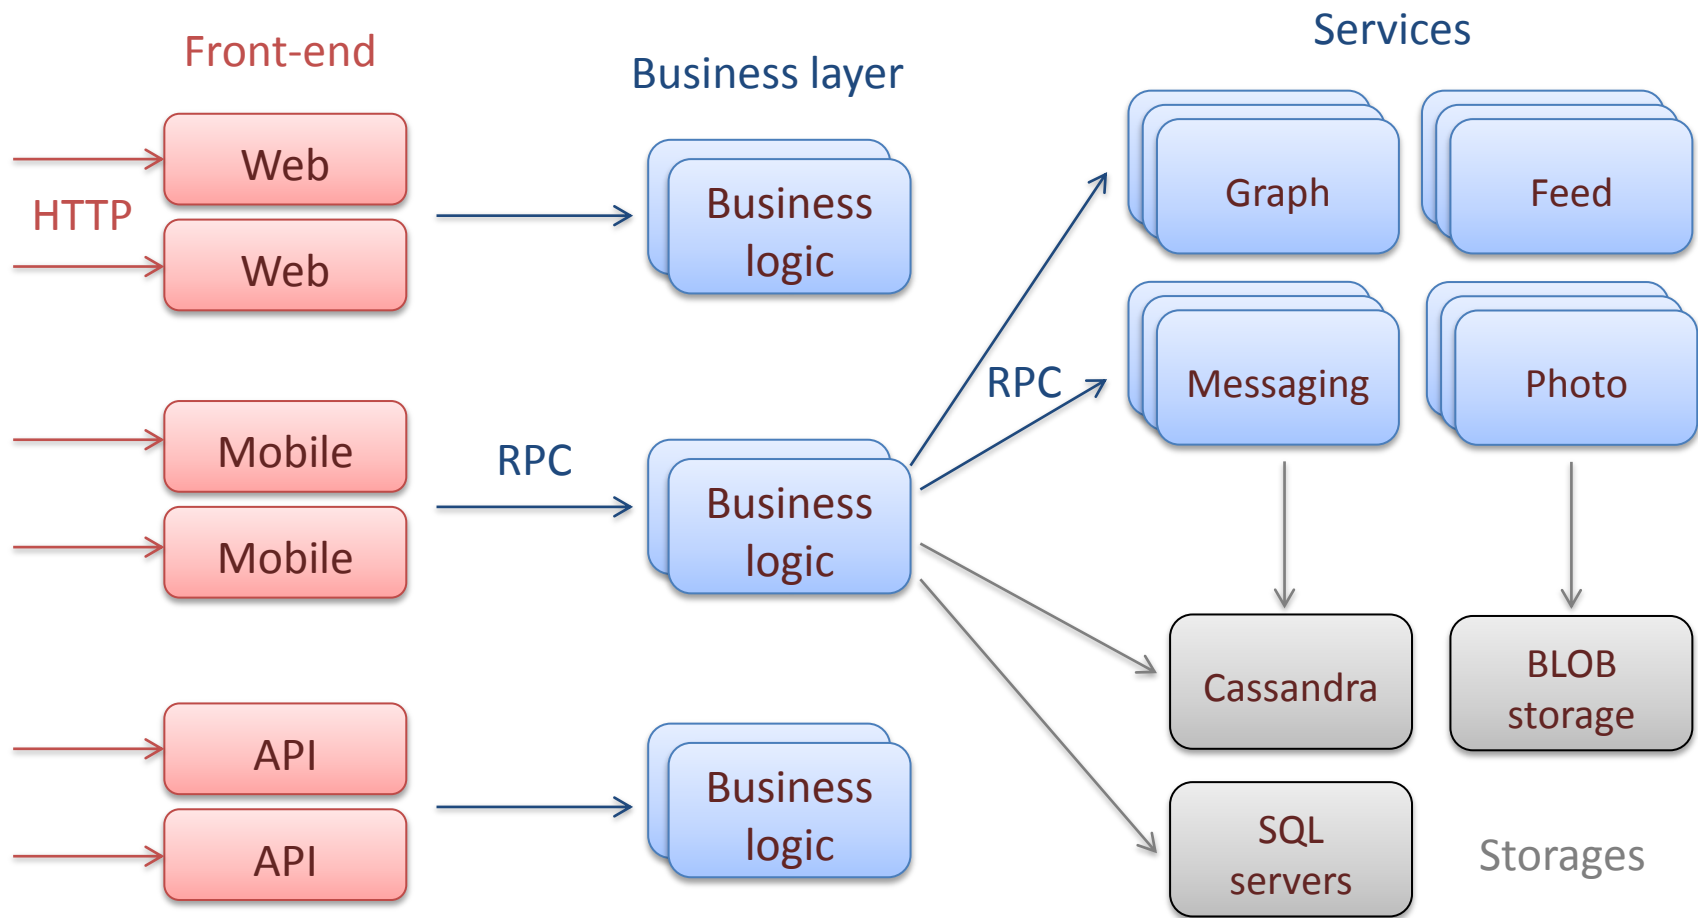 Front-end
Business layer
Services
HTTP
Web
Web
Business
logic
Graph
Feed
Mobile
Mobile
RPC
Business
logic
RPC
Messaging
Photo
API
API
Business
logic
Cassandra
BLOB
storage
SQL
servers
Storages